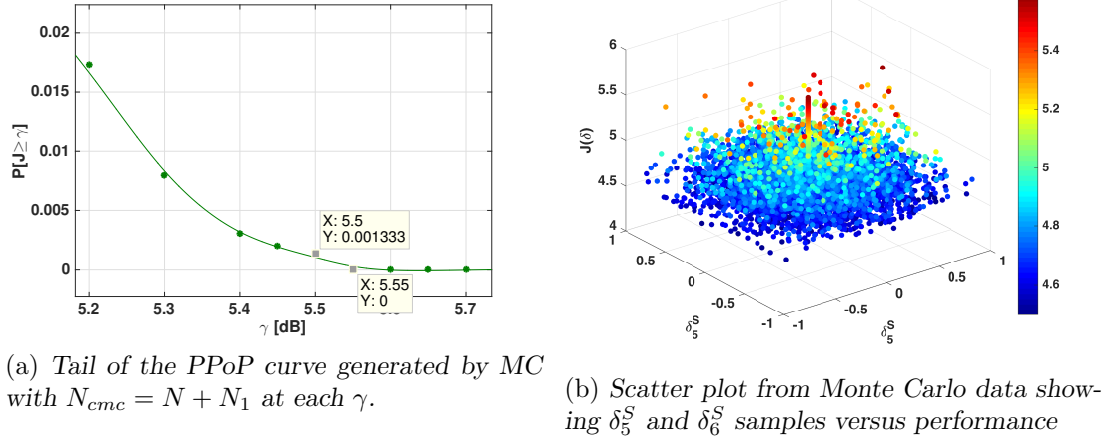 0.02
0.015
0.01
0.005
0
P[J≥γ]
X: 5.5
Y: 0.001333
X: 5.55
Y: 0
5.2
5.3
5.4
5.5
5.6
5.7
γ [dB]
(a) Tail of the PPoP curve generated by MC
with N_cmc = N + N_1 at each γ.
6
5.5
5
4.5
4
J(δ)
1
0.5
0
-0.5
-1
δ_5^S
-1
-0.5
0
0.5
1
δ_5^S
5.4
5.2
5
4.8
4.6
(b) Scatter plot from Monte Carlo data show-
ing δ_5^S and δ_6^S samples versus performance